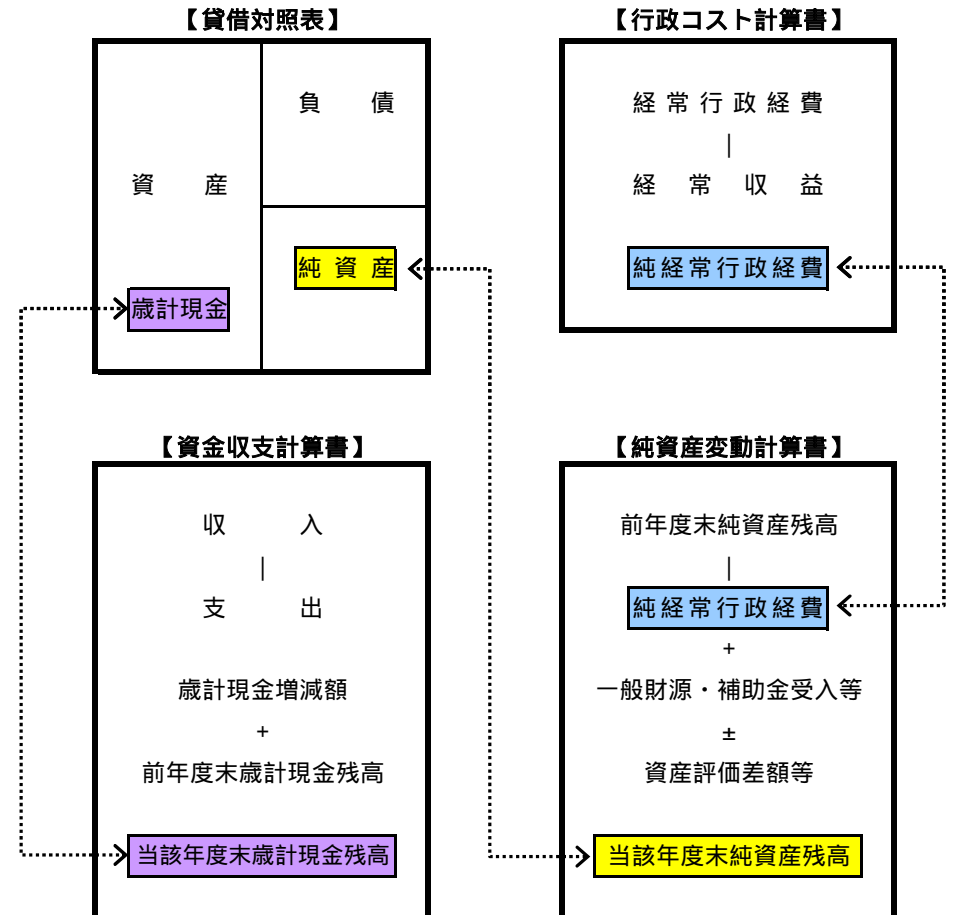 【貸借対照表】
負債
資産
純資産
歳計現金
【行政コスト計算書】
経常行政経費
|
経常収益
純経常行政経費
【資金収支計算書】
収入
|
支出
歳計現金増減額
+
前年度末歳計現金残高
当該年度末歳計現金残高
【純資産変動計算書】
前年度末純資産残高
|
純経常行政経費
+
一般財源・補助金受入等
±
資産評価差額等
当該年度末純資産残高